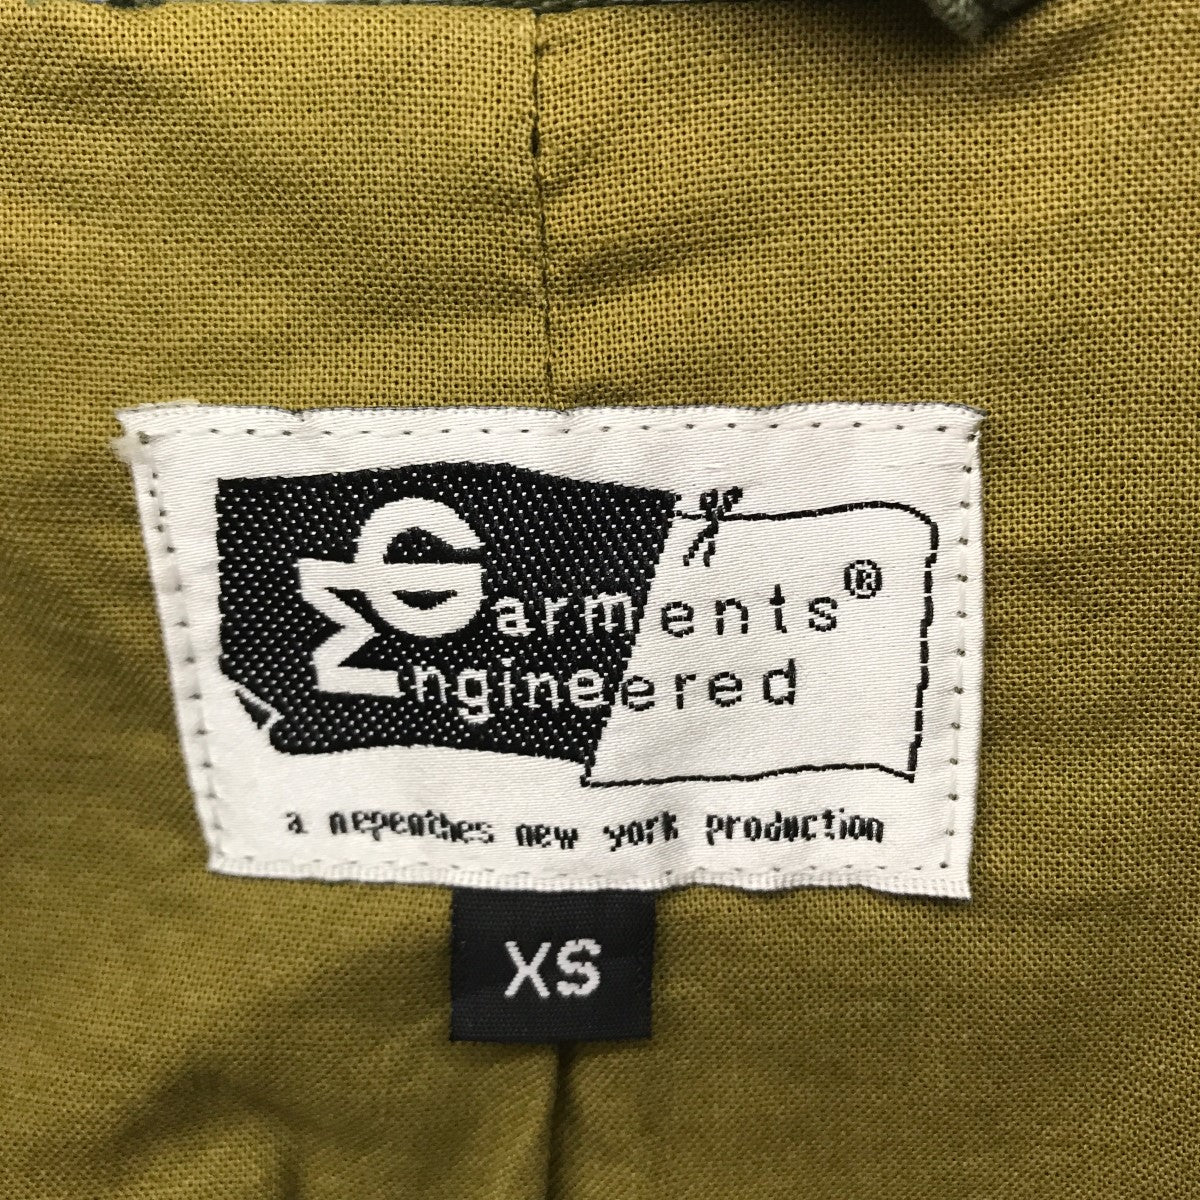 Garments®
Engineered
a nepenthes new york production
XS